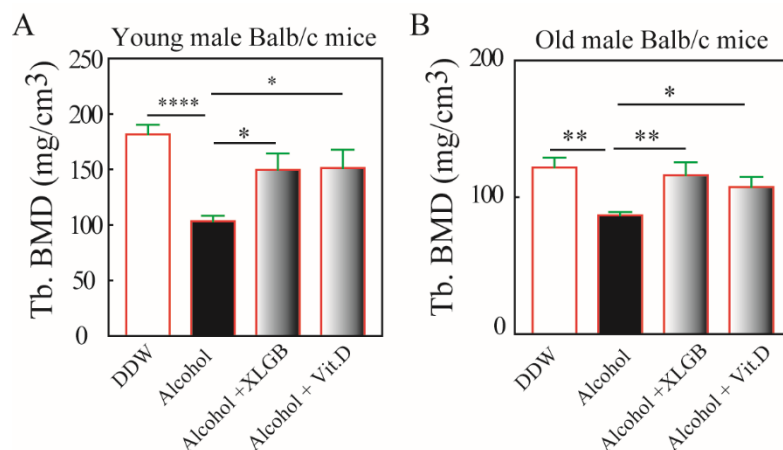 A
Young male Balb/c mice
Tb. BMD (mg/cm3)
250
200
150
100
50
0
****
*
*
DDW
Alcohol
Alcohol +XLGB
Alcohol + Vit.D
B
Old male Balb/c mice
Tb. BMD (mg/cm3)
200
100
0
**
**
*
DDW
Alcohol
Alcohol +XLGB
Alcohol + Vit.D